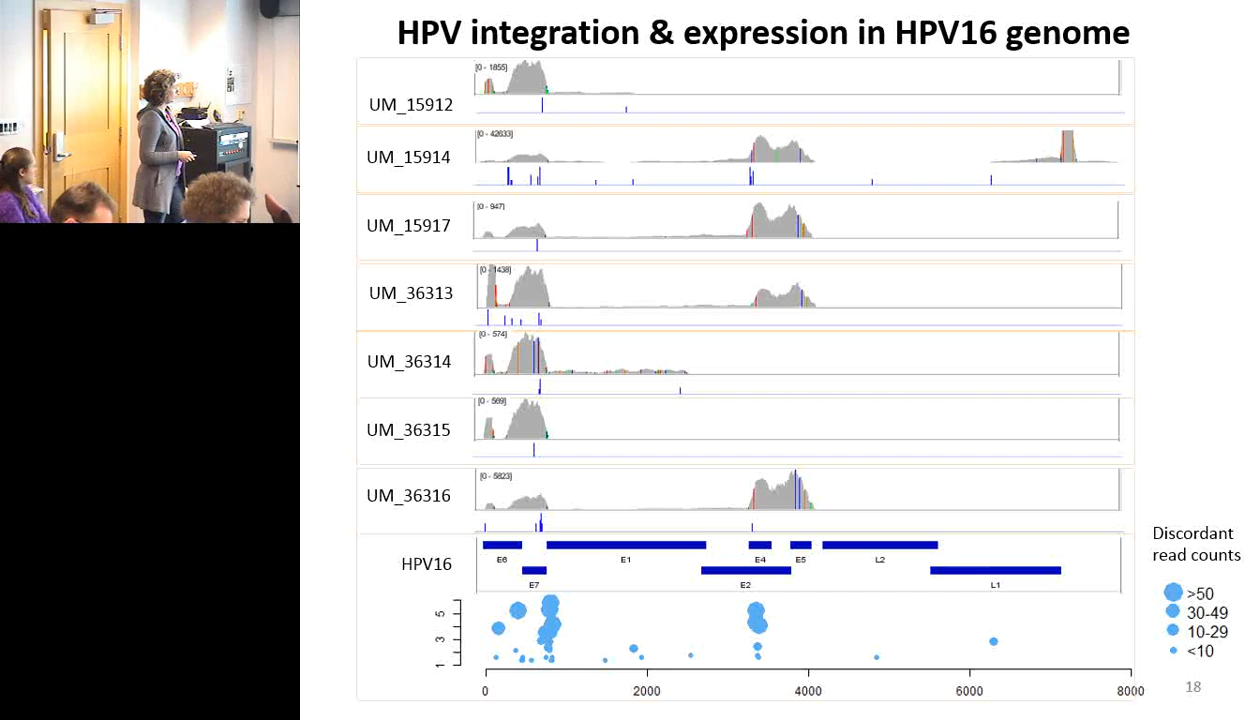 HPV integration & expression in HPV16 genome
UM_15912
[0 - 1855]
UM_15914
[0 - 42633]
UM_15917
[0 - 947]
UM_36313
[0 - 1438]
UM_36314
[0 - 574]
UM_36315
[0 - 569]
UM_36316
[0 - 5823]
HPV16
E6
E1
E4
E5
L2
E7
E2
L1
Discordant
read counts
>50
30-49
10-29
<10
5
3
1
0 2000 4000 6000 8000
18